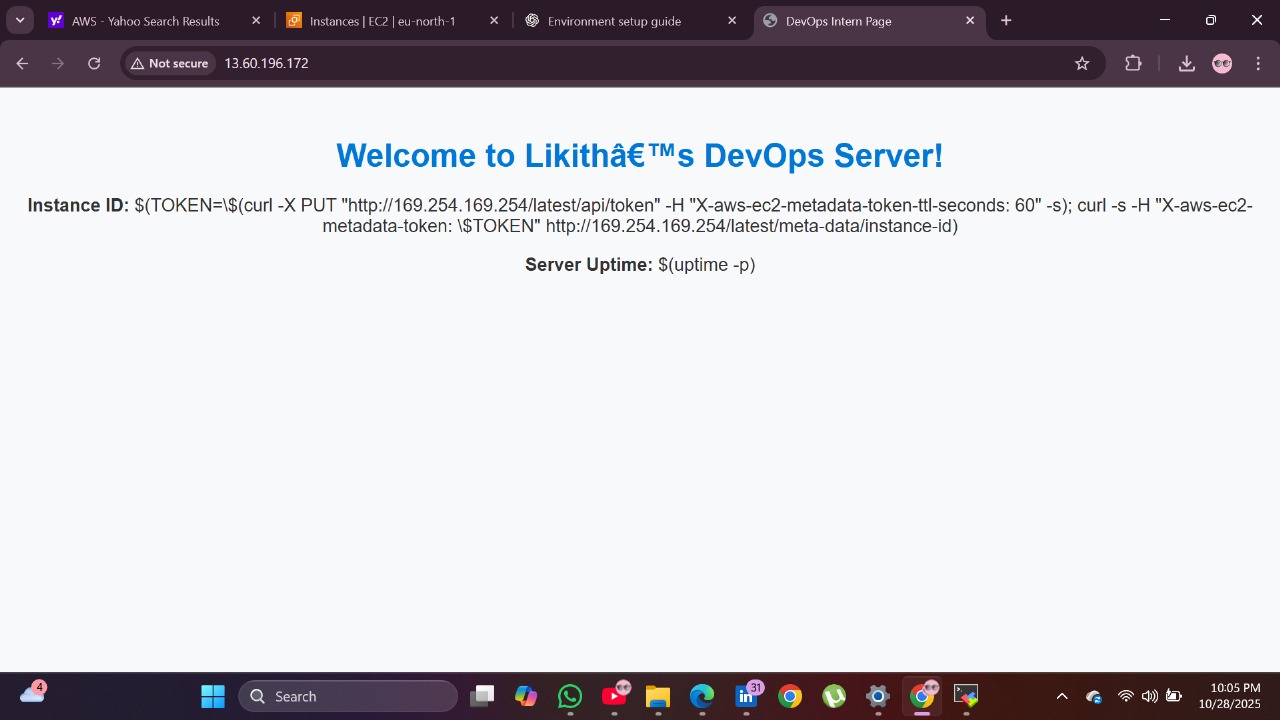 AWS - Yahoo Search Results
Instances | EC2 | eu-north-1
Environment setup guide
DevOps Intern Page
Not secure
13.60.196.172
Welcome to Likithâ€™s DevOps Server!
Instance ID: $(TOKEN=\$(curl -X PUT "http://169.254.169.254/latest/api/token" -H "X-aws-ec2-metadata-token-ttl-seconds: 60" -s); curl -s -H "X-aws-ec2-
metadata-token: \$TOKEN" http://169.254.169.254/latest/meta-data/instance-id)
Server Uptime: $(uptime -p)
4
Search
31
10:05 PM
10/28/2025